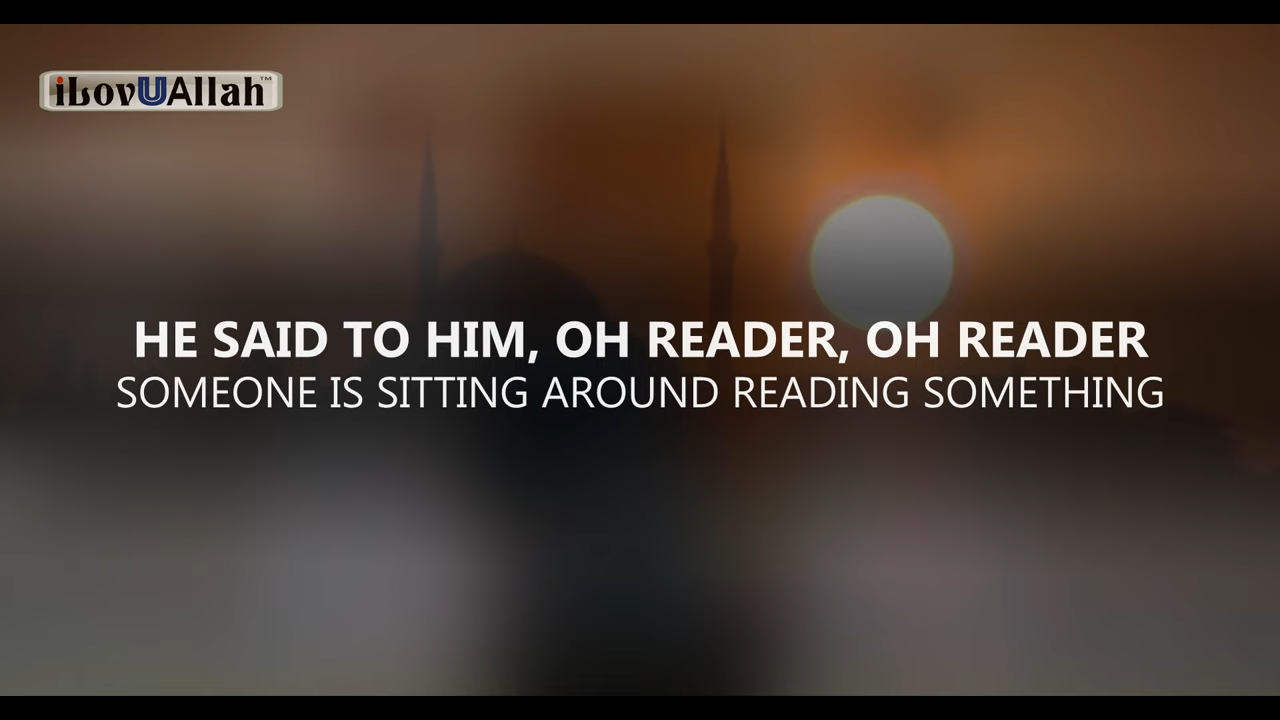 iLovUAllah™
HE SAID TO HIM, OH READER, OH READER
SOMEONE IS SITTING AROUND READING SOMETHING